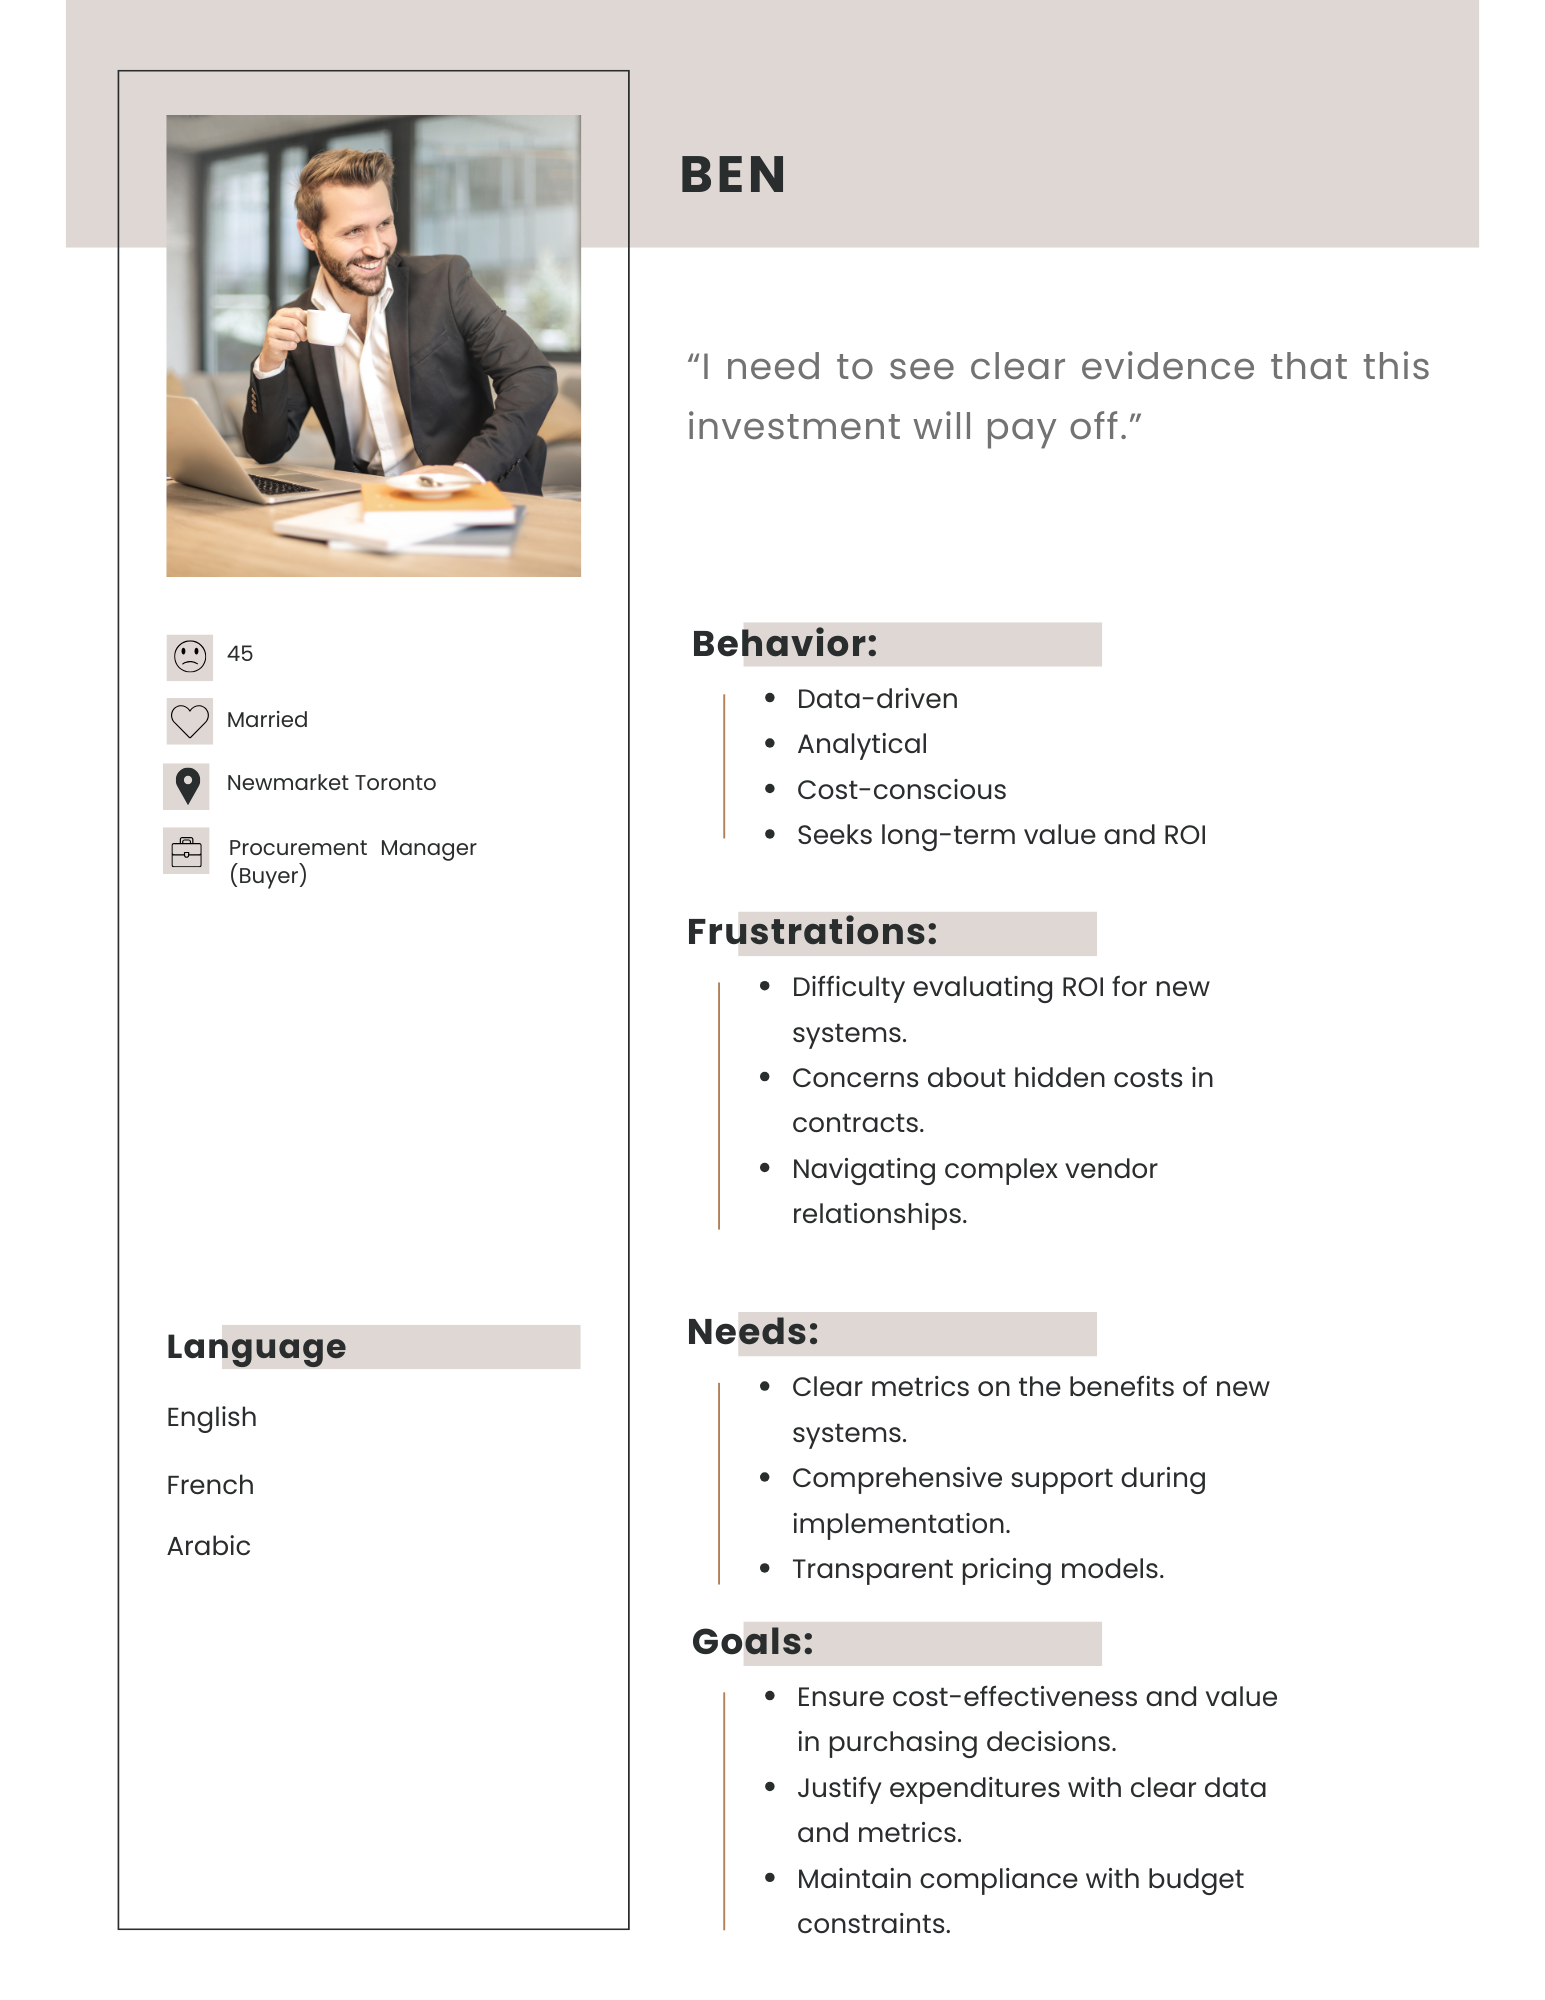 BEN
“I need to see clear evidence that this
investment will pay off.”
45
Married
Newmarket Toronto
Procurement Manager
(Buyer)
Language
English
French
Arabic
Behavior:
• Data-driven
• Analytical
• Cost-conscious
• Seeks long-term value and ROI
Frustrations:
• Difficulty evaluating ROI for new
systems.
• Concerns about hidden costs in
contracts.
• Navigating complex vendor
relationships.
Needs:
• Clear metrics on the benefits of new
systems.
• Comprehensive support during
implementation.
• Transparent pricing models.
Goals:
• Ensure cost-effectiveness and value
in purchasing decisions.
• Justify expenditures with clear data
and metrics.
• Maintain compliance with budget
constraints.